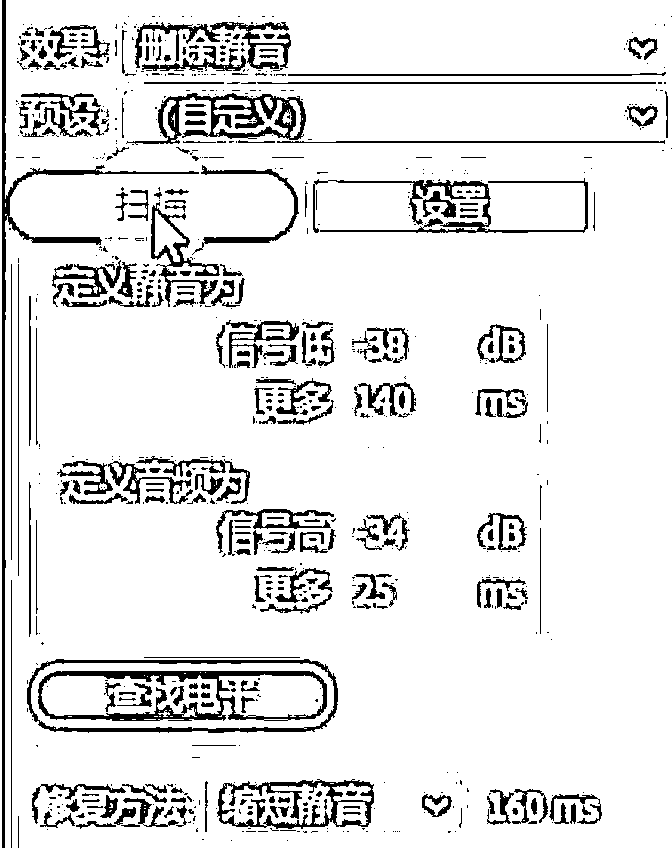 效果: 删除静音
预设: (自定义)
扫描 设置
定义静音为
信号低 -38 dB
更多 140 ms
定义音频为
信号高 -34 dB
更多 25 ms
查找电平
修复方法: 缩短静音 160 ms